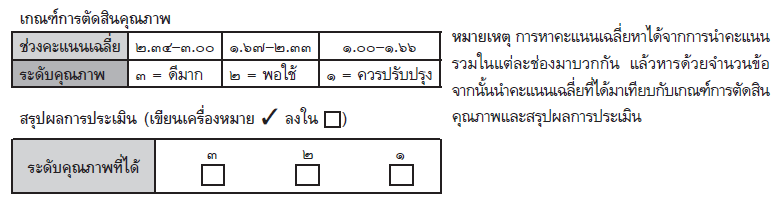 เกณฑ์การตัดสินคุณภาพ
ช่วงคะแนนเฉลี่ย ๒.๓๔–๓.๐๐ ๑.๖๗–๒.๓๓ ๑.๐๐–๑.๖๖
ระดับคุณภาพ ๓ = ดีมาก ๒ = พอใช้ ๑ = ควรปรับปรุง
สรุปผลการประเมิน (เขียนเครื่องหมาย ✓ ลงใน □)
ระดับคุณภาพที่ได้ ๓ ๒ ๑
หมายเหตุ การหาคะแนนเฉลี่ยหาได้จากการนำคะแนน
รวมในแต่ละช่องมาบวกกัน แล้วหารด้วยจำนวนข้อ
จากนั้นนำคะแนนเฉลี่ยที่ได้มาเทียบกับเกณฑ์การตัดสิน
คุณภาพและสรุปผลการประเมิน